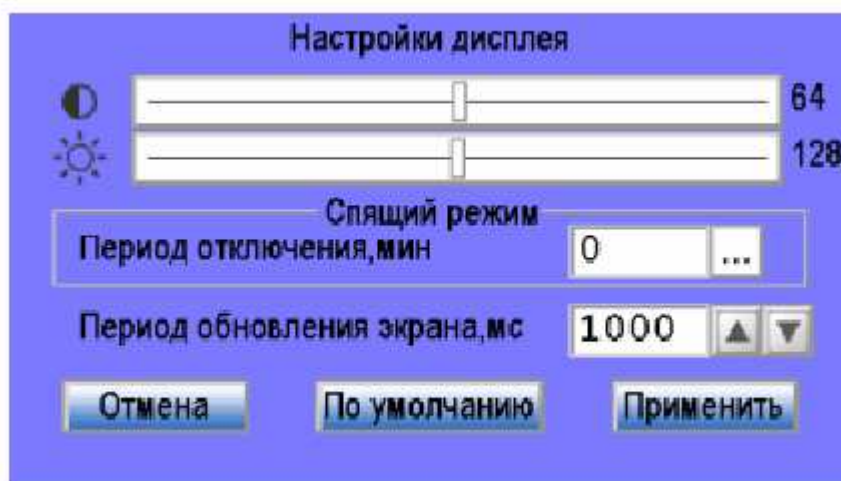 Настройки дисплея
64
128
Спящий режим
Период отключения,мин 0 ...
Период обновления экрана,мс 1000
Отмена По умолчанию Применить